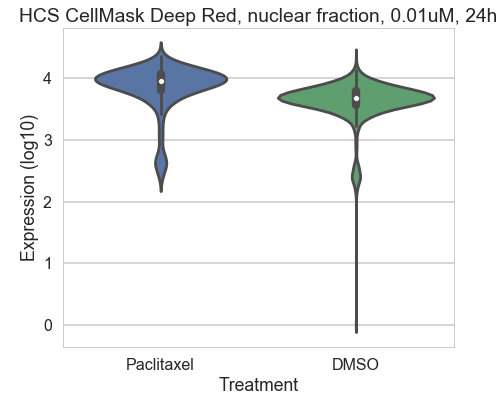 HCS CellMask Deep Red, nuclear fraction, 0.01uM, 24h
Expression (log10)
4
3
2
1
0
Paclitaxel DMSO
Treatment